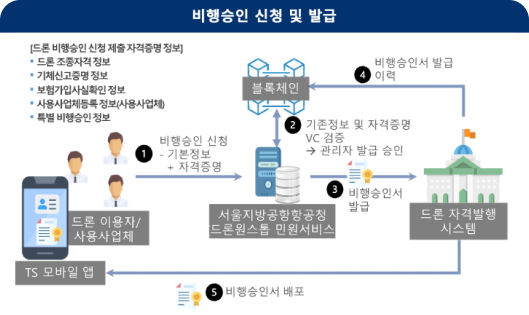 비행승인 신청 및 발급
[드론 비행승인 신청 제출 자격증명 정보]
• 드론 조종자격 정보
• 기체신고증명 정보
• 보험가입사실확인 정보
• 사용사업체등록 정보(사용사업체)
• 특별 비행승인 정보
블록체인
4 비행승인서 발급
이력
1 비행승인 신청
- 기본정보
+ 자격증명
2 기존정보 및 자격증명
VC 검증
→ 관리자 발급 승인
3 비행승인서
발급
드론 이용자/
사용사업체
서울지방공항항공청
드론원스톱 민원서비스
드론 자격발행
시스템
TS 모바일 앱
5 비행승인서 배포